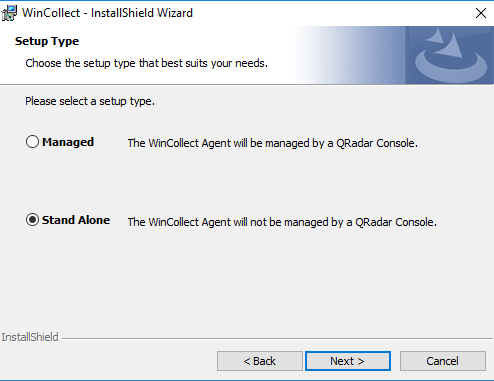 WinCollect - InstallShield Wizard
Setup Type
Choose the setup type that best suits your needs.
Please select a setup type.
Managed The WinCollect Agent will be managed by a QRadar Console.
Stand Alone The WinCollect Agent will not be managed by a QRadar Console.
InstallShield
< Back Next > Cancel